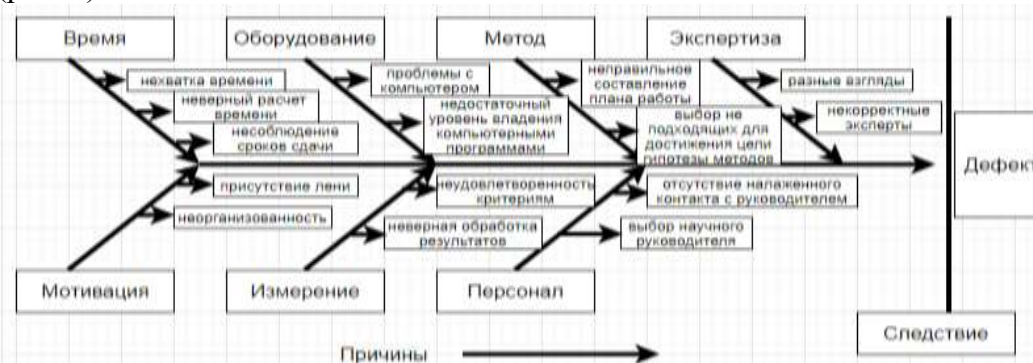 Время
Оборудование
Метод
Экспертиза
нехватка времени
неверный расчет
времени
несоблюдение
сроков сдачи
проблемы с
компьютером
недостаточный
уровень владения
компьютерными
программами
неправильное
составление
плана работы
выбор не
подходящих для
достижения цели
гипотезы методов
разные взгляды
некорректные
эксперты
Дефект
присутствие лени
неорганизованность
неудовлетворенность
критериям
неверная обработка
результатов
отсутствие налаженного
контакта с руководителем
выбор научного
руководителя
Мотивация
Измерение
Персонал
Следствие
Причины